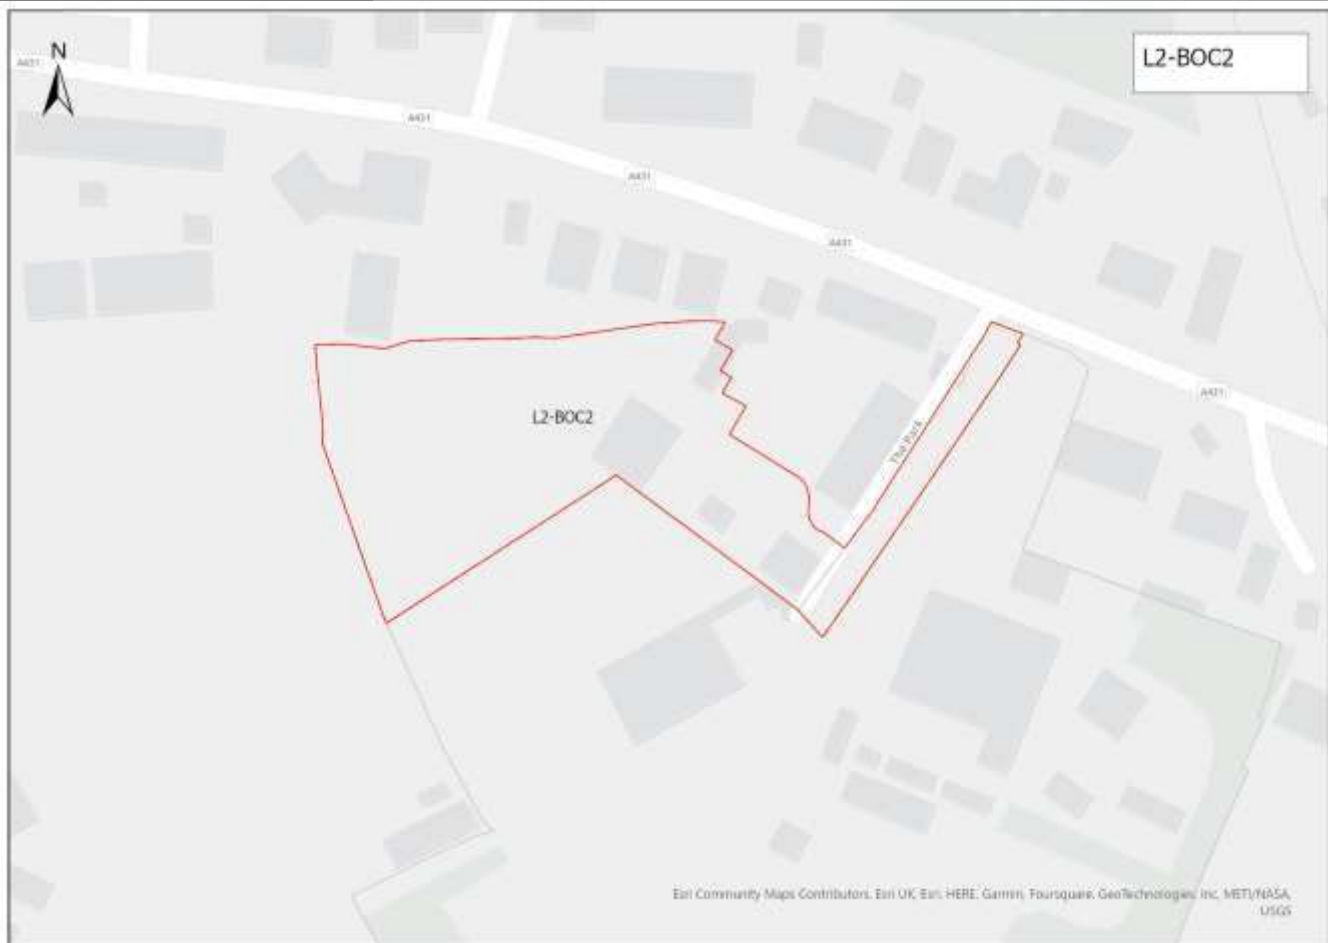 L2-BOC2
N
A431
A431
A431
A431
A431
L2-BOC2
The Park
Esri Community Maps Contributors, Esri UK, Esri, HERE, Garmin, Foursquare, GeoTechnologies, Inc, METI/NASA,
USGS